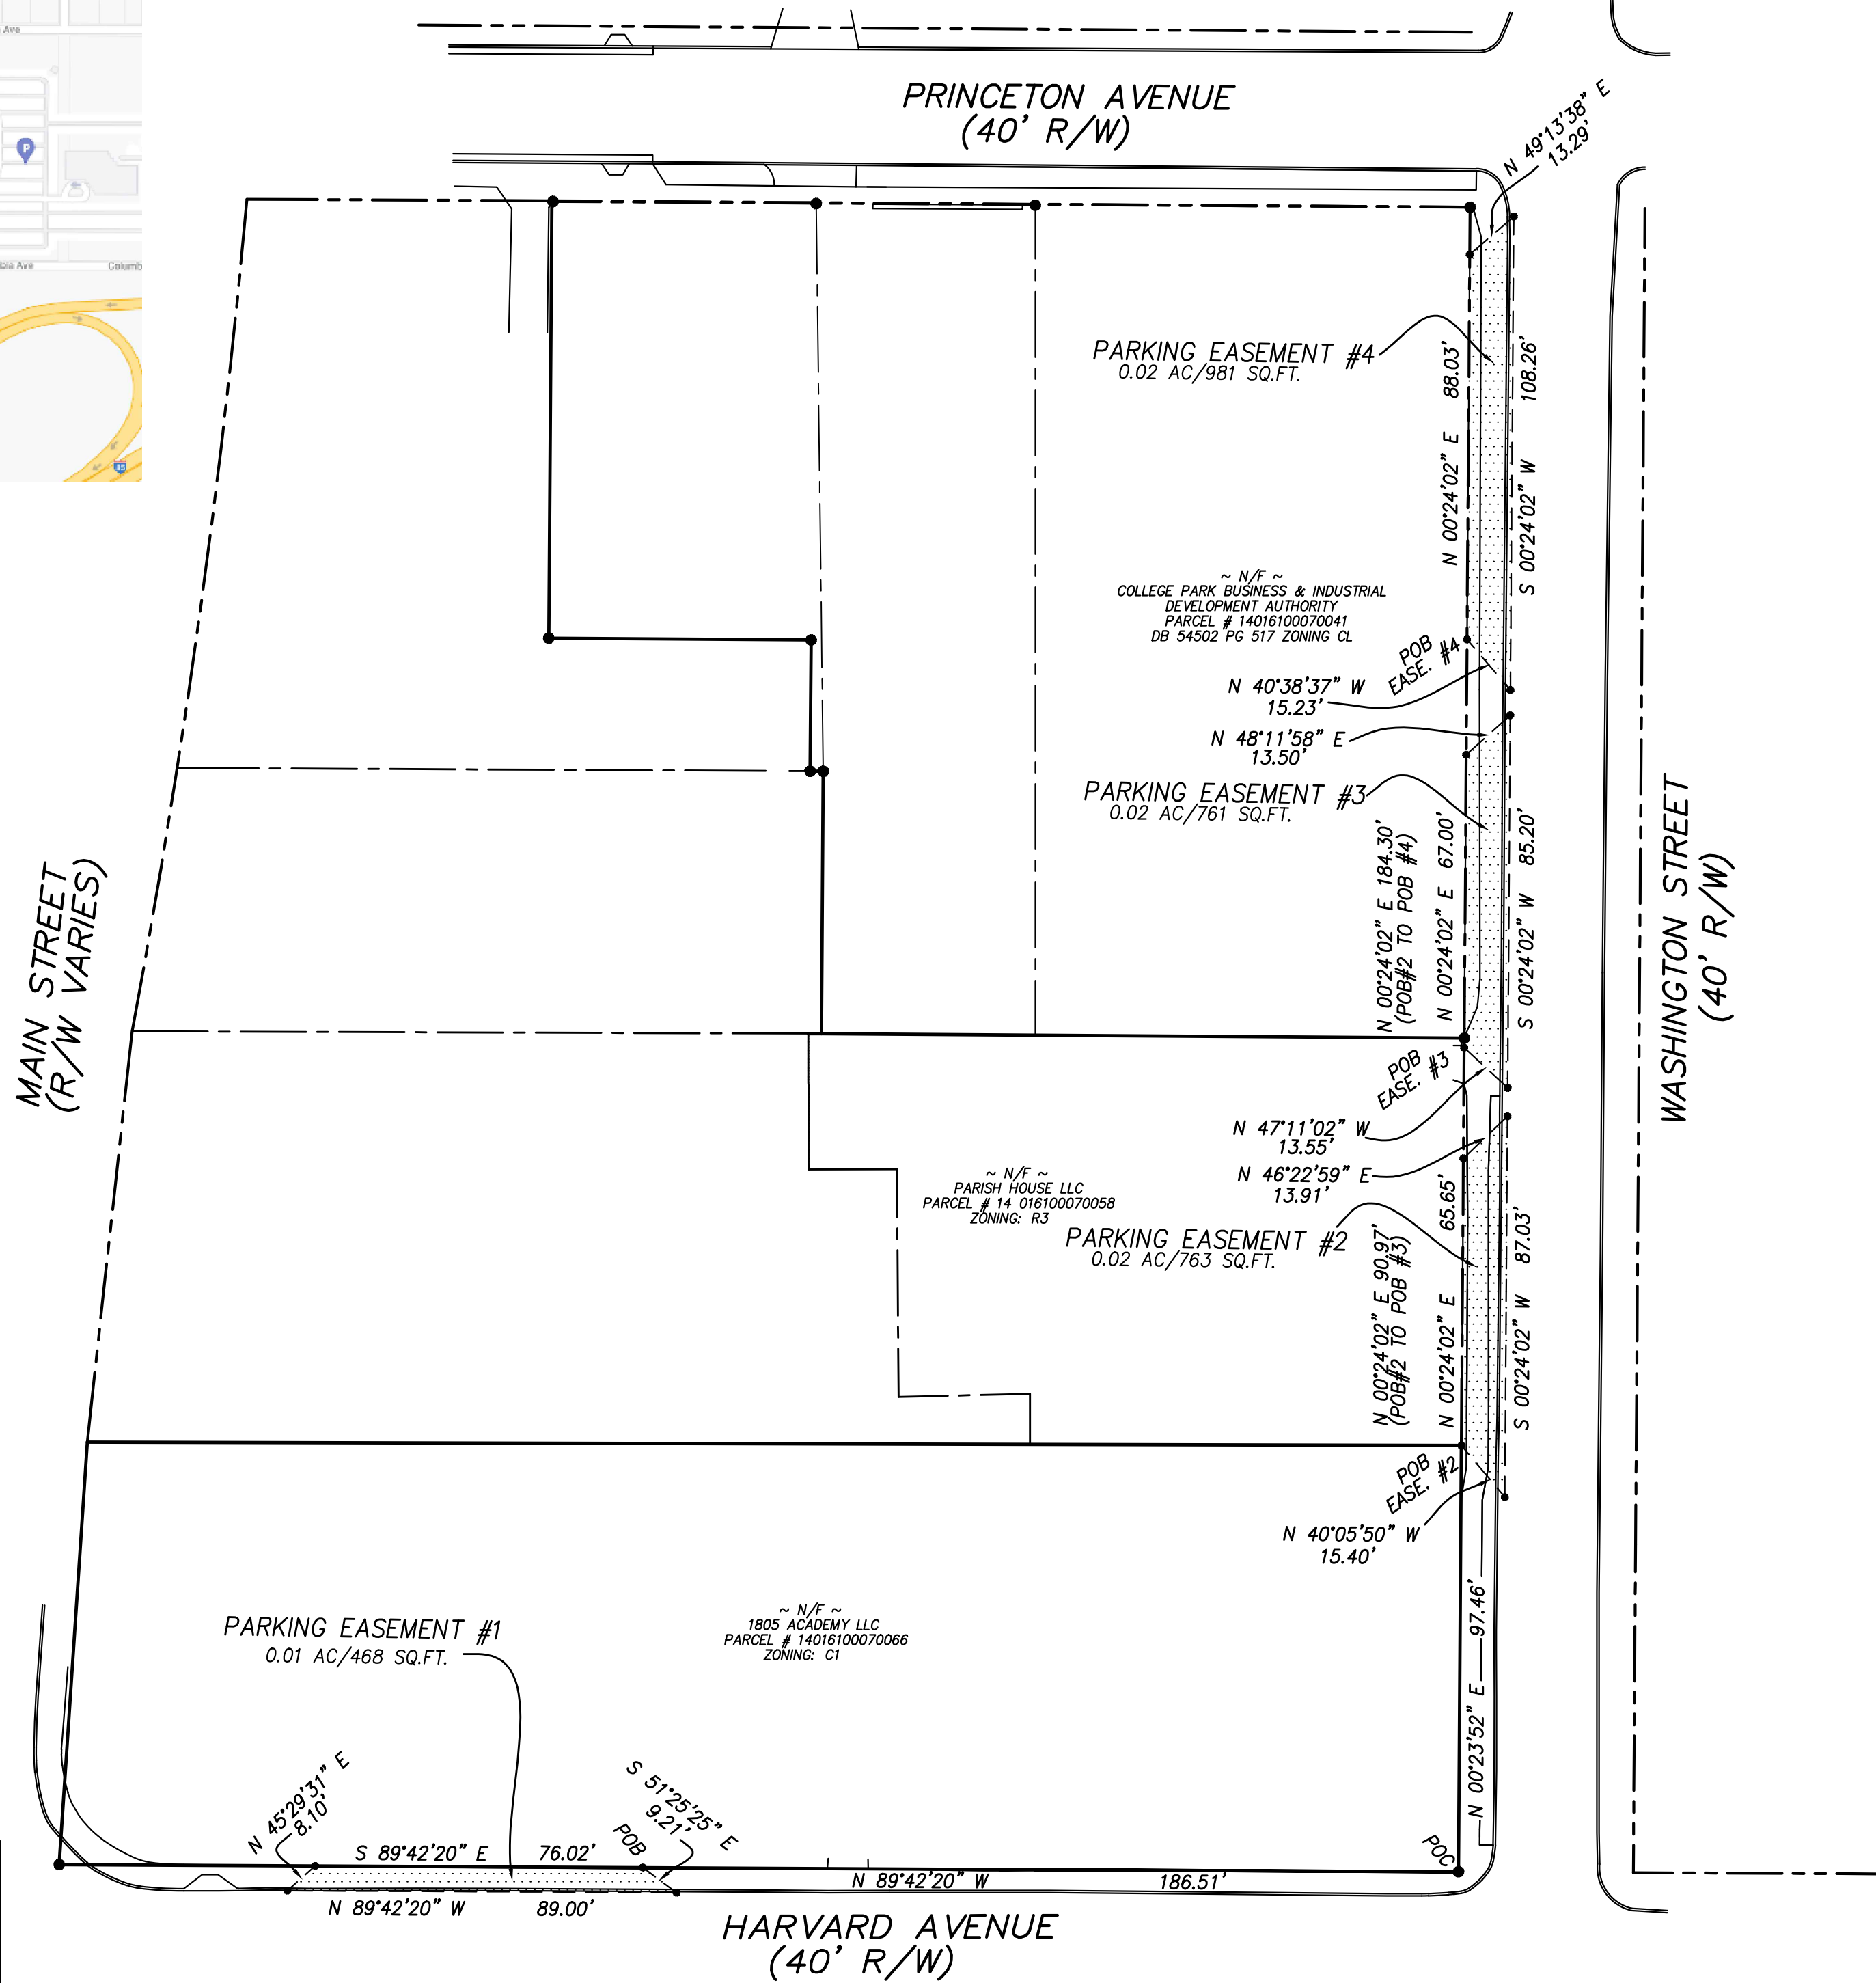 Ave
P
bia Ave
Columb
85
PRINCETON AVENUE
(40' R/W)
N 49°13'38" E
13.29'
PARKING EASEMENT #4
0.02 AC/981 SQ.FT.
N 00°24'02" E 88.03'
S 00°24'02" W 108.26'
~ N/F ~
COLLEGE PARK BUSINESS & INDUSTRIAL
DEVELOPMENT AUTHORITY
PARCEL # 14016100070041
DB 54502 PG 517 ZONING CL
POB
EASE. #4
N 40°38'37" W
15.23'
N 48°11'58" E
13.50'
PARKING EASEMENT #3
0.02 AC/761 SQ.FT.
N 00°24'02" E 184.30'
(POB#2 TO POB #4)
N 00°24'02" E 67.00'
S 00°24'02" W 85.20'
MAIN STREET
(R/W VARIES)
WASHINGTON STREET
(40' R/W)
POB
EASE. #3
N 47°11'02" W
13.55'
N 46°22'59" E
13.91'
~ N/F ~
PARISH HOUSE LLC
PARCEL # 14 016100070058
ZONING: R3
PARKING EASEMENT #2
0.02 AC/763 SQ.FT.
N 00°24'02" E 90.97'
(POB#2 TO POB #3)
N 00°24'02" E 65.65'
S 00°24'02" W 87.03'
POB
EASE. #2
N 40°05'50" W
15.40'
N 00°23'52" E 97.46'
PARKING EASEMENT #1
0.01 AC/468 SQ.FT.
~ N/F ~
1805 ACADEMY LLC
PARCEL # 14016100070066
ZONING: C1
N 45°29'31" E
8.10'
S 89°42'20" E 76.02'
POB
S 51°25'25" E
9.21'
POC
N 89°42'20" W 186.51'
N 89°42'20" W 89.00'
HARVARD AVENUE
(40' R/W)